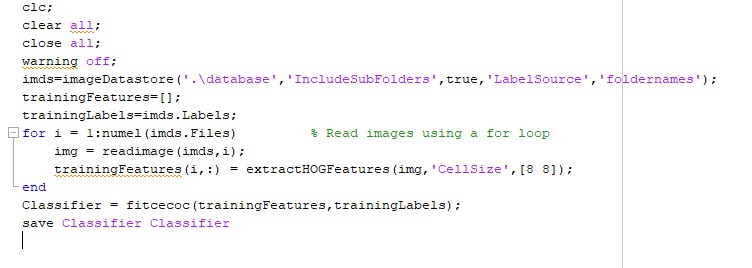 clc;
clear all;
close all;
warning off;
imds=imageDatastore('.\database','IncludeSubFolders',true,'LabelSource','foldernames');
trainingFeatures=[];
trainingLabels=imds.Labels;
for i = 1:numel(imds.Files)          % Read images using a for loop
    img = readimage(imds,i);
    trainingFeatures(i,:) = extractHOGFeatures(img,'CellSize',[8 8]);
end
Classifier = fitcecoc(trainingFeatures,trainingLabels);
save Classifier Classifier